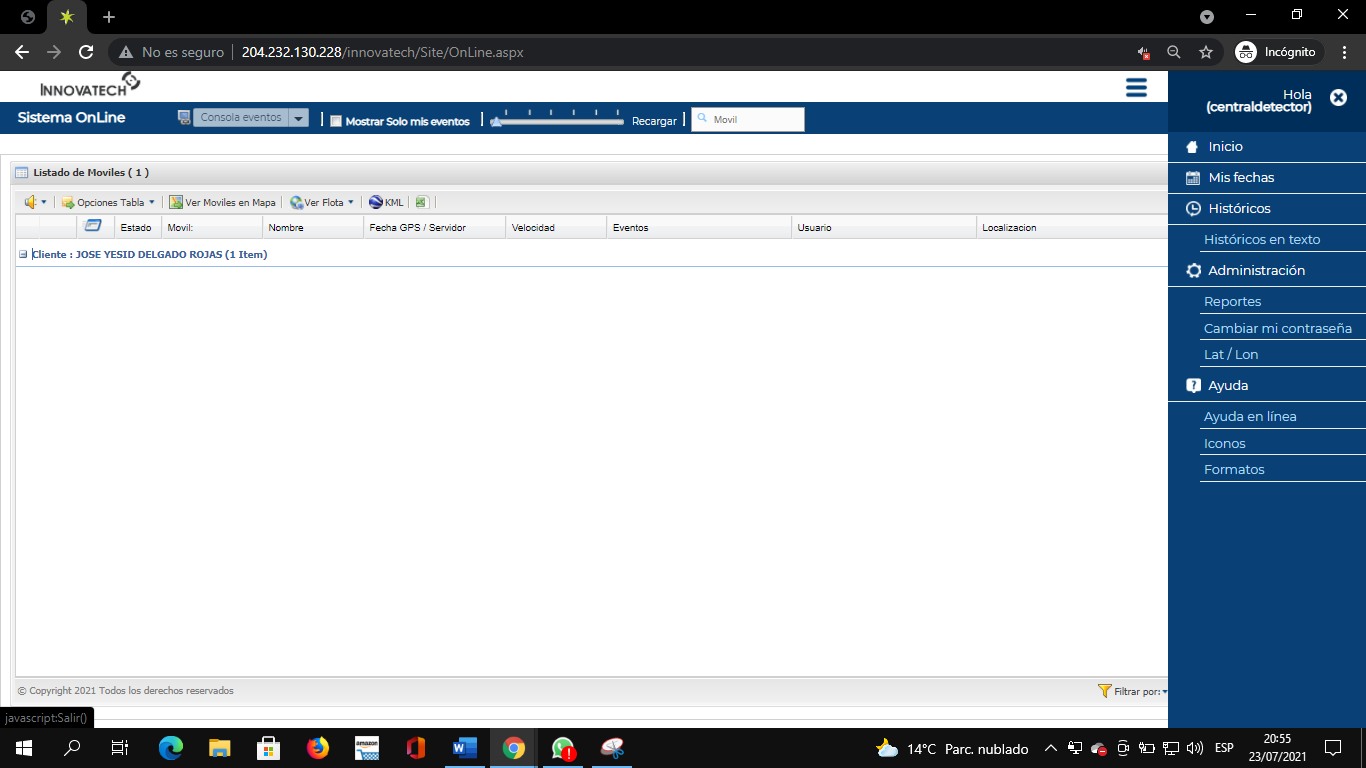 No es seguro
204.232.130.228/innovatech/Site/OnLine.aspx
Incógnito
INNOVATECH
Hola
(centraldetector)
Sistema OnLine
Consola eventos
Mostrar Solo mis eventos
Recargar
Movil
Inicio
Mis fechas
Históricos
Históricos en texto
Administración
Reportes
Cambiar mi contraseña
Lat / Lon
Ayuda
Ayuda en línea
Iconos
Formatos
Listado de Moviles ( 1 )
Opciones Tabla
Ver Moviles en Mapa
Ver Flota
KML
Estado Movil: Nombre Fecha GPS / Servidor Velocidad Eventos Usuario Localizacion
Cliente : JOSE YESID DELGADO ROJAS (1 Item)
© Copyright 2021 Todos los derechos reservados
Filtrar por:
javascript:Salir()
amazon
14°C Parc. nublado
ESP
20:55
23/07/2021